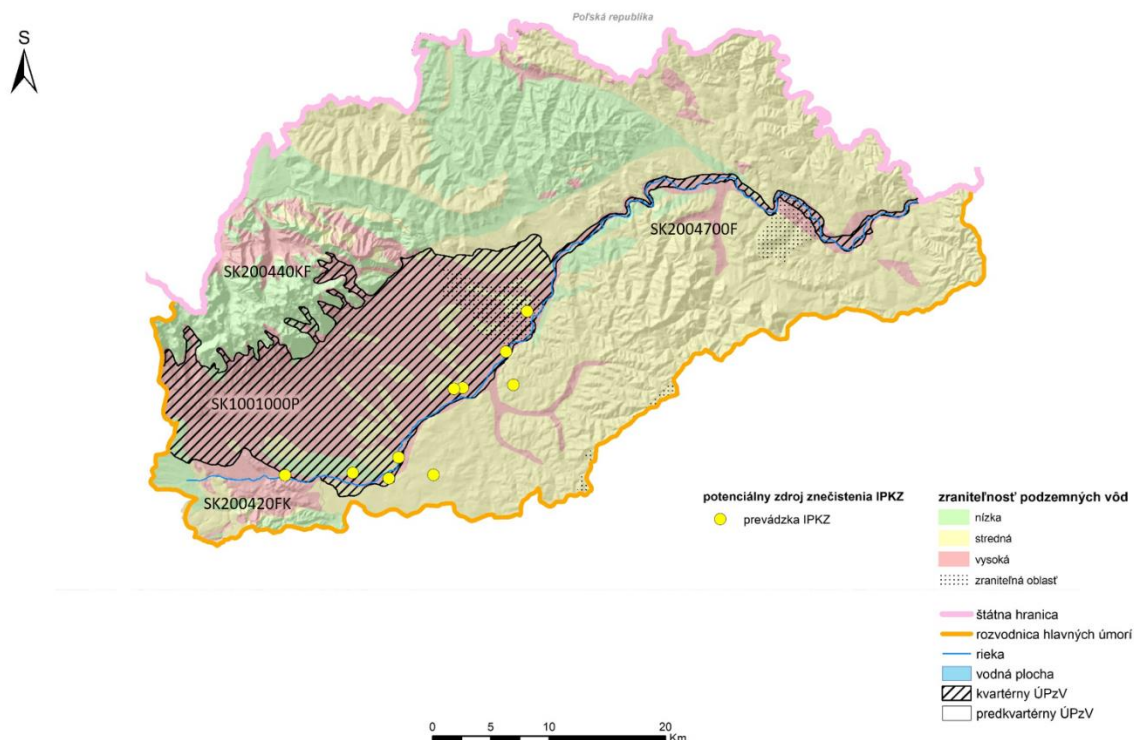 Poľská republika
S
SK2004700F
SK200440KF
SK1001000P
SK200420FK
potenciálny zdroj znečistenia IPKZ
prevádzka IPKZ
zraniteľnosť podzemných vôd
nízka
stredná
vysoká
zraniteľná oblasť
štátna hranica
rozvodnica hlavných úmorí
rieka
vodná plocha
kvartérny ÚPzV
predkvartérny ÚPzV
0 5 10 20
Km